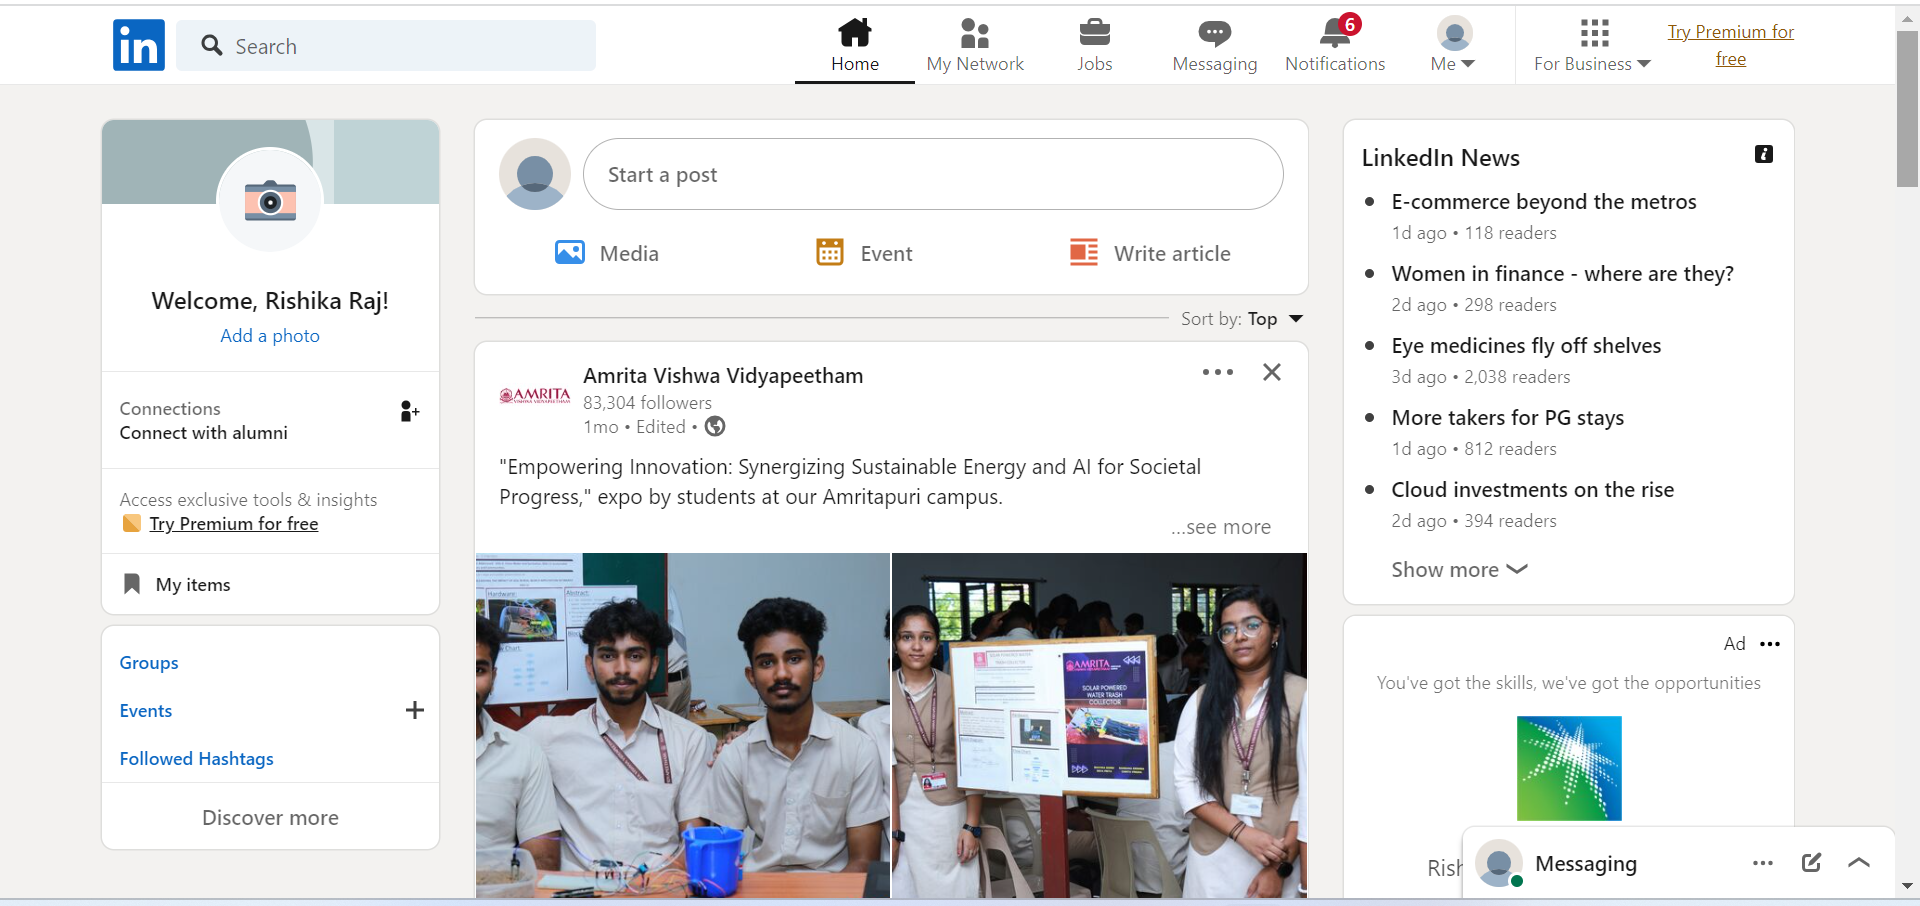 in
Search
Home
My Network
Jobs
Messaging
6
Notifications
Me
For Business
Try Premium for
free
Welcome, Rishika Raj!
Add a photo
Connections
Connect with alumni
Access exclusive tools & insights
Try Premium for free
My items
Groups
Events
Followed Hashtags
Discover more
Start a post
Media
Event
Write article
Sort by: Top
AMRITA
VISHWA VIDYAPEETHAM
Amrita Vishwa Vidyapeetham
83,304 followers
1mo • Edited •
"Empowering Innovation: Synergizing Sustainable Energy and AI for Societal
Progress," expo by students at our Amritapuri campus.
...see more
Hardware:
Abstract:
AMRITA
SOLAR POWERED
WATER TRASH
COLLECTOR
LinkedIn News
E-commerce beyond the metros
1d ago • 118 readers
Women in finance - where are they?
2d ago • 298 readers
Eye medicines fly off shelves
3d ago • 2,038 readers
More takers for PG stays
1d ago • 812 readers
Cloud investments on the rise
2d ago • 394 readers
Show more
Ad
You've got the skills, we've got the opportunities
Rish
Messaging